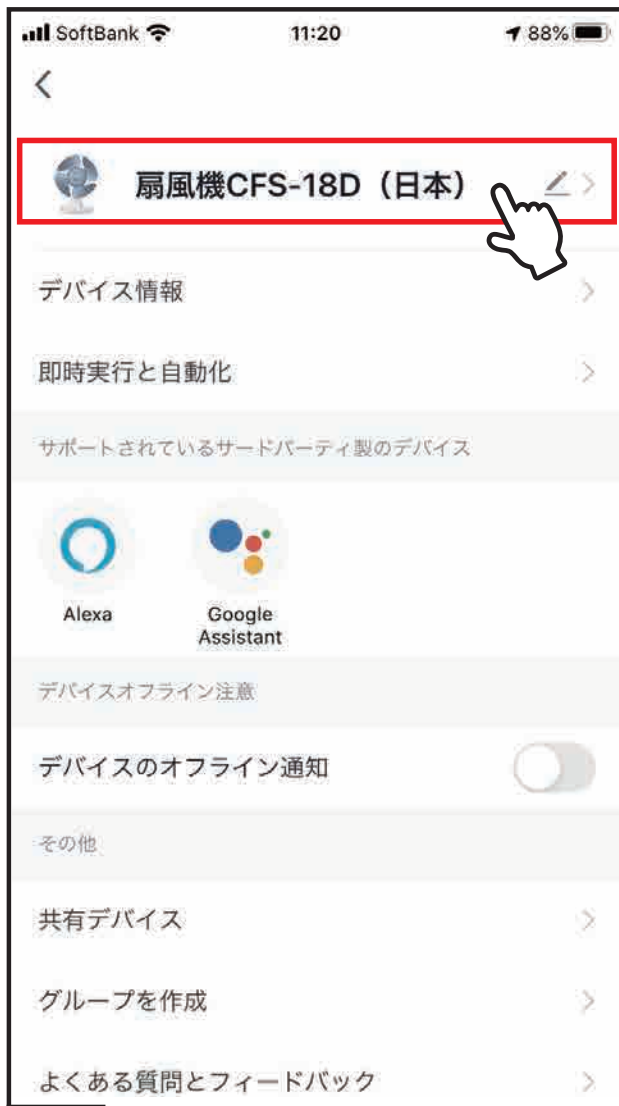 SoftBank 11:20 88%
扇風機CFS-18D（日本）
デバイス情報
即時実行と自動化
サポートされているサードパーティ製のデバイス
Alexa
Google
Assistant
デバイスオフライン注意
デバイスのオフライン通知
その他
共有デバイス
グループを作成
よくある質問とフィードバック